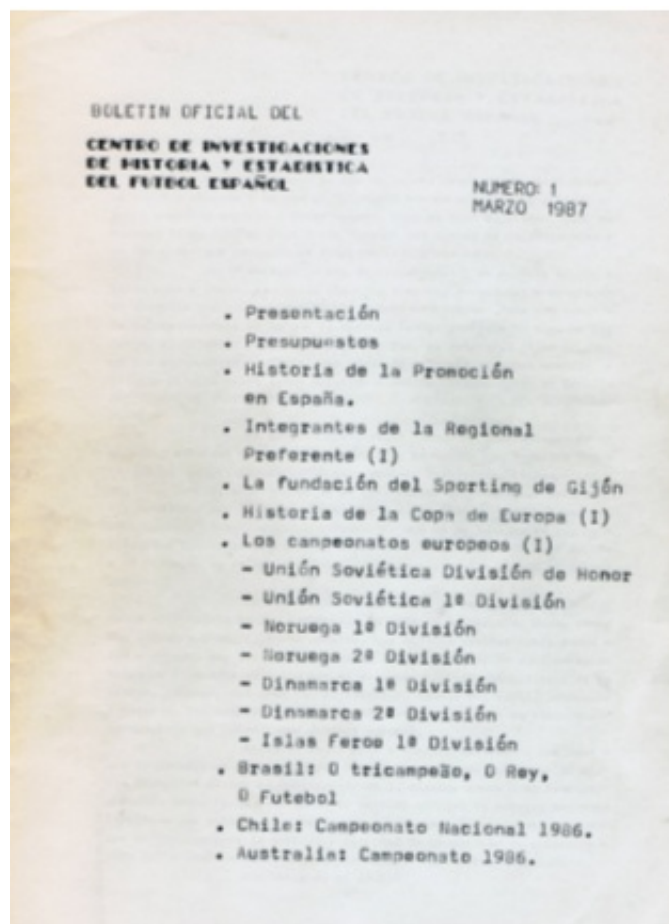 BOLETIN OFICIAL DEL
CENTRO DE INVESTIGACIONES
DE HISTORIA Y ESTADISTICA
DEL FUTBOL ESPAÑOL
NUMERO: 1
MARZO 1987
. Presentación
. Presupuestos
. Historia de la Promoción
en España.
. Integrantes de la Regional
Preferente (I)
. La fundación del Sporting de Gijón
. Historia de la Copa de Europa (I)
. Los campeonatos europeos (I)
- Unión Soviética División de Honor
- Unión Soviética 1ª División
- Noruega 1ª División
- Noruega 2ª División
- Dinamarca 1ª División
- Dinamarca 2ª División
- Islas Feroe 1ª División
. Brasil: O tricampeão, O Rey,
O Futebol
. Chile: Campeonato Nacional 1986.
. Australia: Campeonato 1986.